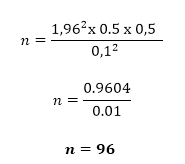 n = 1,96² x 0.5 x 0,5 / 0,1²
n = 0.9604 / 0.01
n = 96